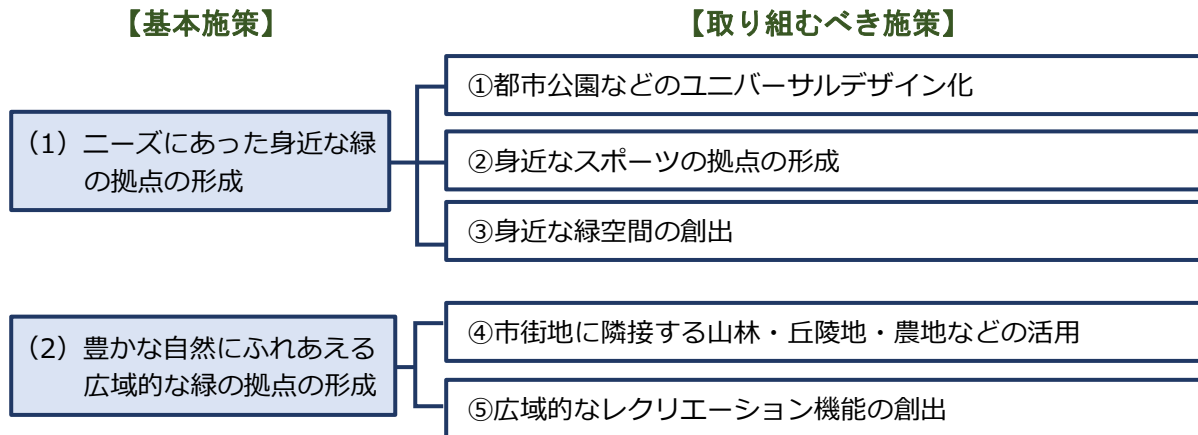 【基本施策】
【取り組むべき施策】
(1)ニーズにあった身近な緑
の拠点の形成
①都市公園などのユニバーサルデザイン化
②身近なスポーツの拠点の形成
③身近な緑空間の創出
(2)豊かな自然にふれあえる
広域的な緑の拠点の形成
④市街地に隣接する山林・丘陵地・農地などの活用
⑤広域的なレクリエーション機能の創出